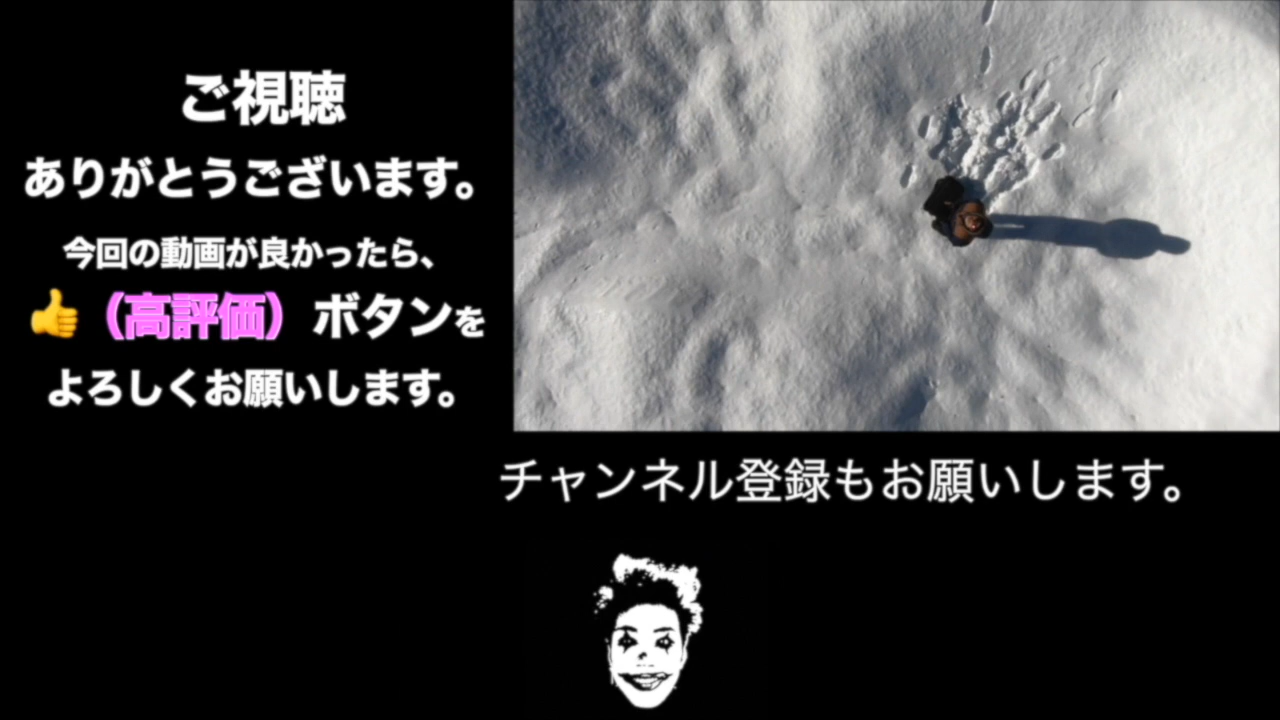 ご視聴
ありがとうございます。
今回の動画が良かったら、
👍（高評価）ボタンを
よろしくお願いします。
チャンネル登録もお願いします。